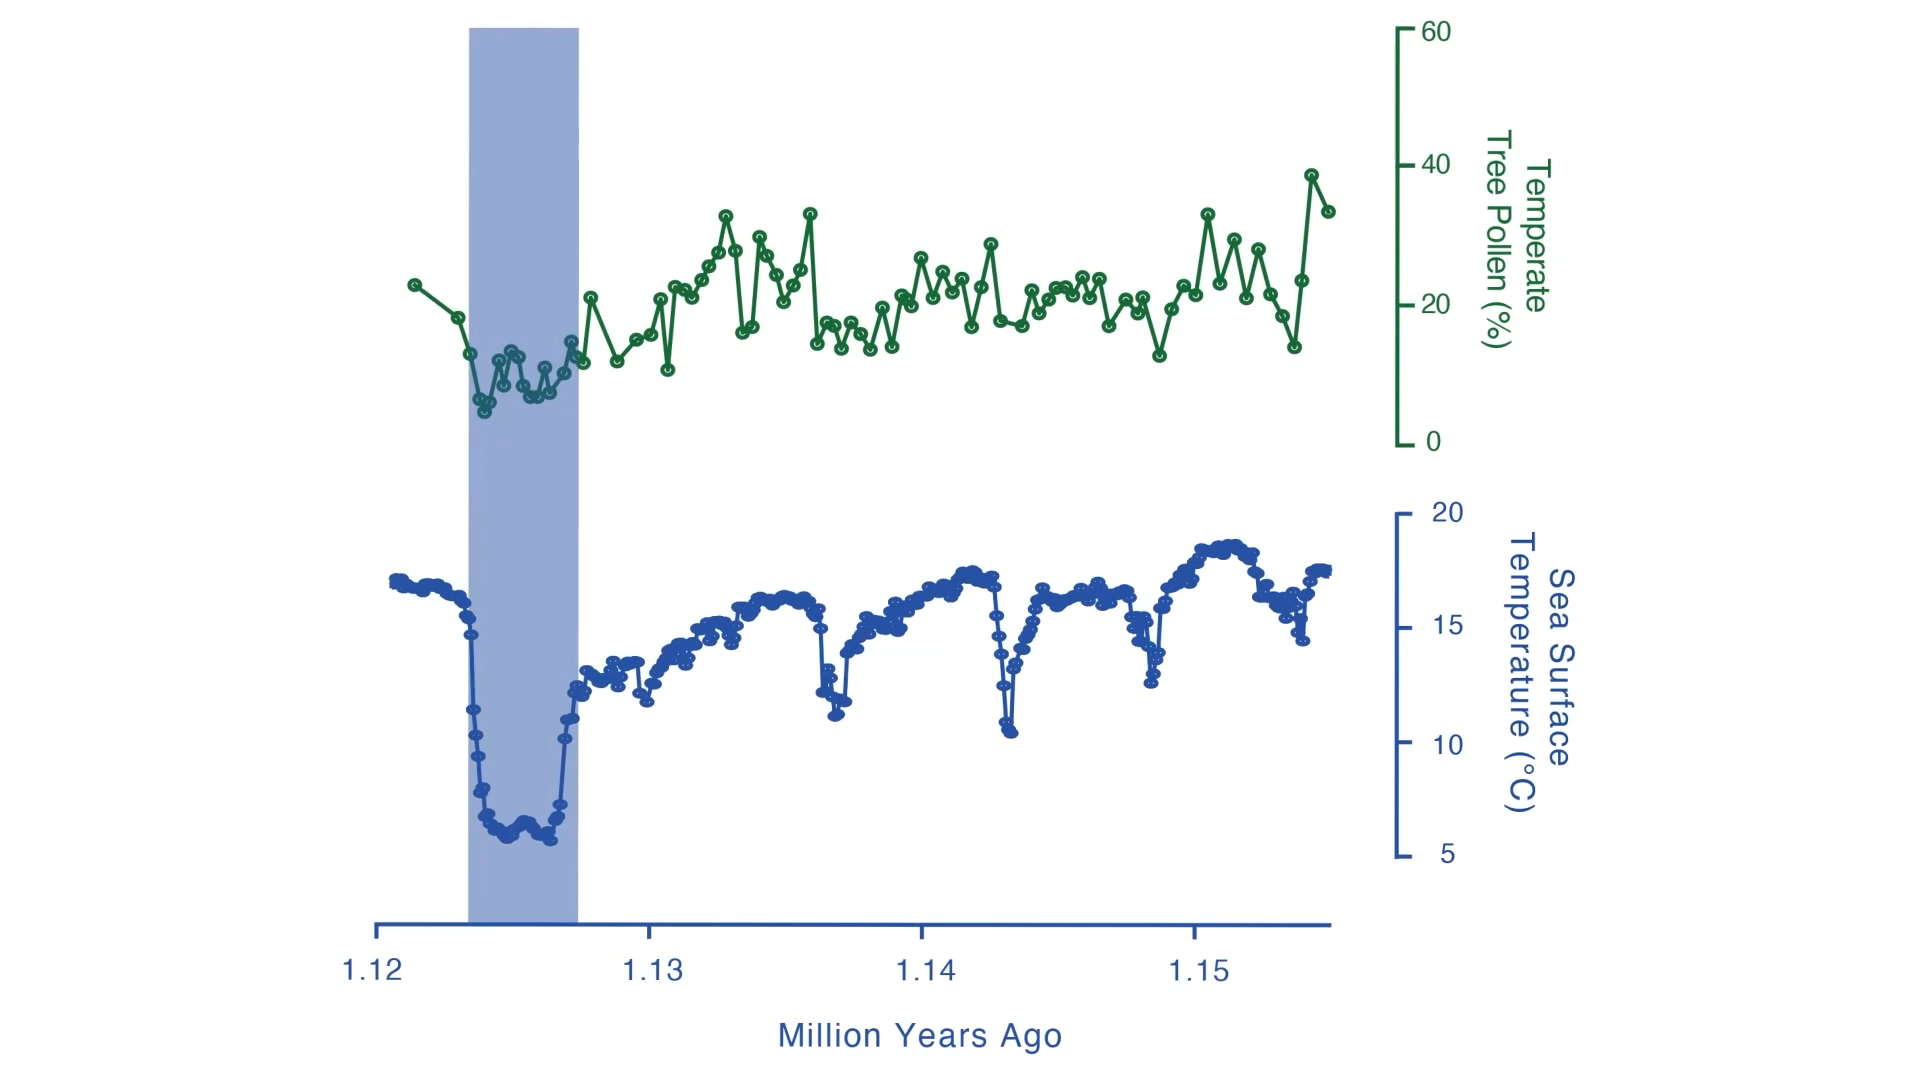 60
40
20
0
Temperate
Tree Pollen (%)
20
15
10
5
Sea Surface
Temperature (°C)
1.12
1.13
1.14
1.15
Million Years Ago